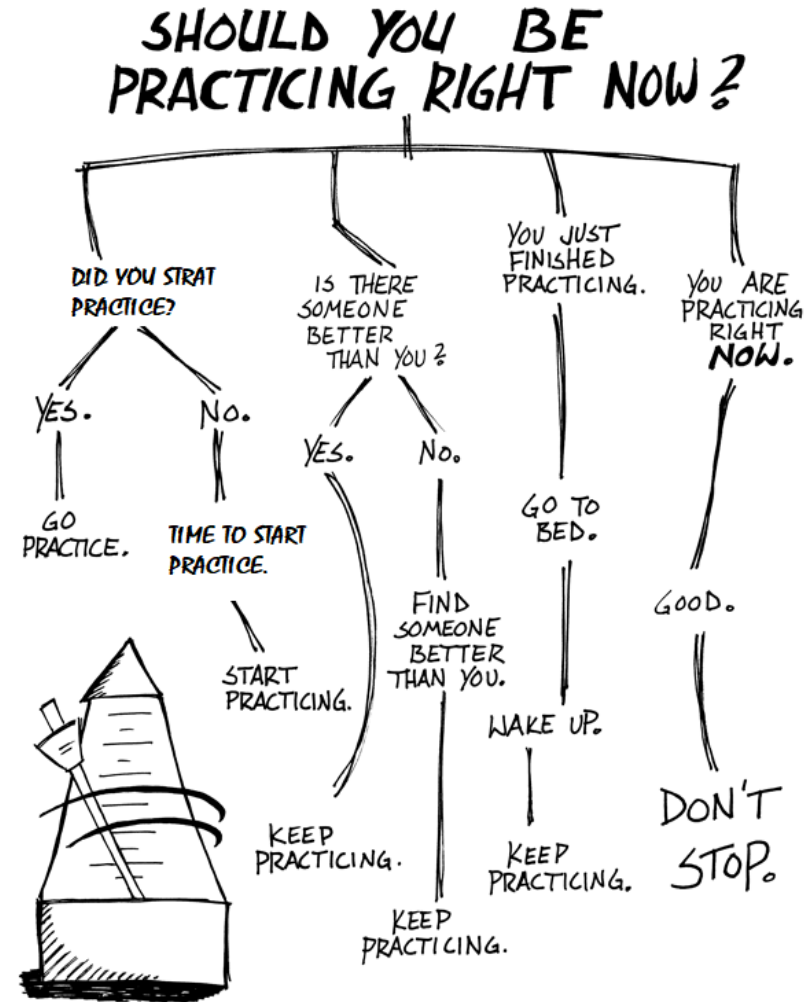 SHOULD YOU BE
PRACTICING RIGHT NOW?
DID YOU STRAT
PRACTICE?
YES.
GO
PRACTICE.
NO.
TIME TO START
PRACTICE.
START
PRACTICING.
IS THERE
SOMEONE
BETTER
THAN YOU?
YES.
KEEP
PRACTICING.
NO.
FIND
SOMEONE
BETTER
THAN YOU.
KEEP
PRACTICING.
YOU JUST
FINISHED
PRACTICING.
GO TO
BED.
WAKE UP.
KEEP
PRACTICING.
YOU ARE
PRACTICING
RIGHT
NOW.
GOOD.
DON'T
STOP.